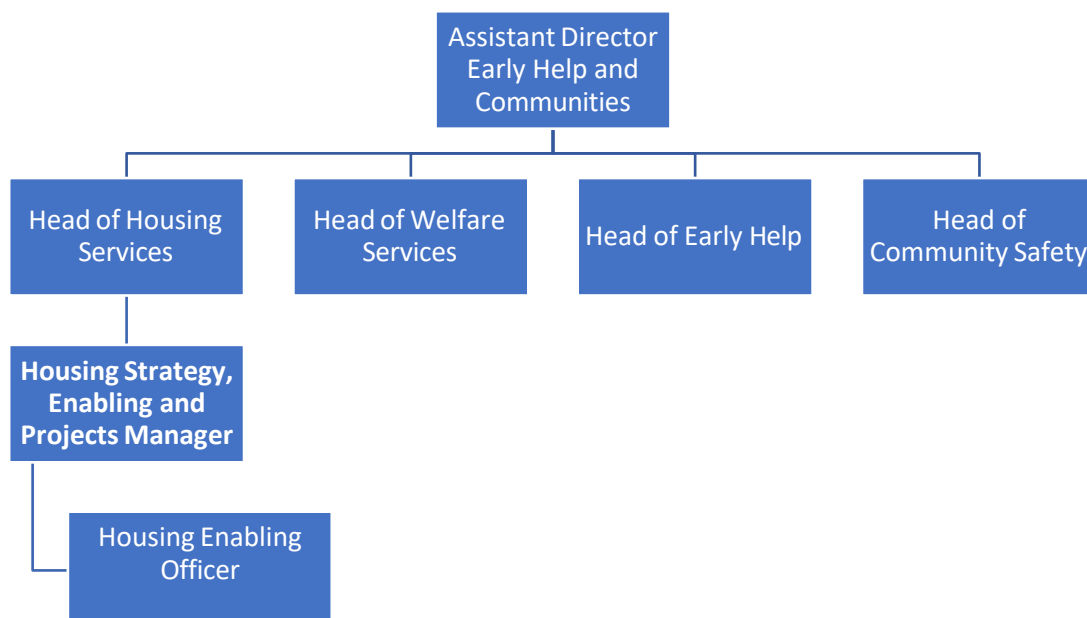 Assistant Director
Early Help and
Communities
Head of Housing
Services
Head of Welfare
Services
Head of Early Help
Head of
Community Safety
Housing Strategy,
Enabling and
Projects Manager
Housing Enabling
Officer